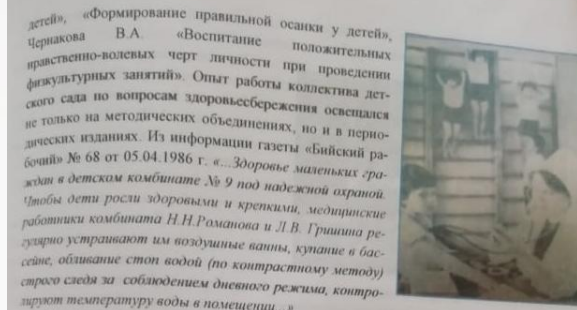 детей», «Формирование правильной осанки у детей»,
Чернакова В.А. «Воспитание положительных
нравственно-волевых черт личности при проведении
физкультурных занятий». Опыт работы коллектива дет-
ского сада по вопросам здоровьесбережения освещался
не только на методических объединениях, но и в перио-
дических изданиях. Из информации газеты «Бийский ра-
бочий» № 68 от 05.04.1986 г. «...Здоровье маленьких гра-
ждан в детском комбинате № 9 под надежной охраной.
Чтобы дети росли здоровыми и крепкими, медицинские
работники комбината Н.Н.Романова и Л.В. Гришина ре-
гулярно устраивают им воздушные ванны, купание в бас-
сейне, обливание стоп водой (по контрастному методу)
строго следя за соблюдением дневного режима, контро-
лируют температуру воды в помещении...»